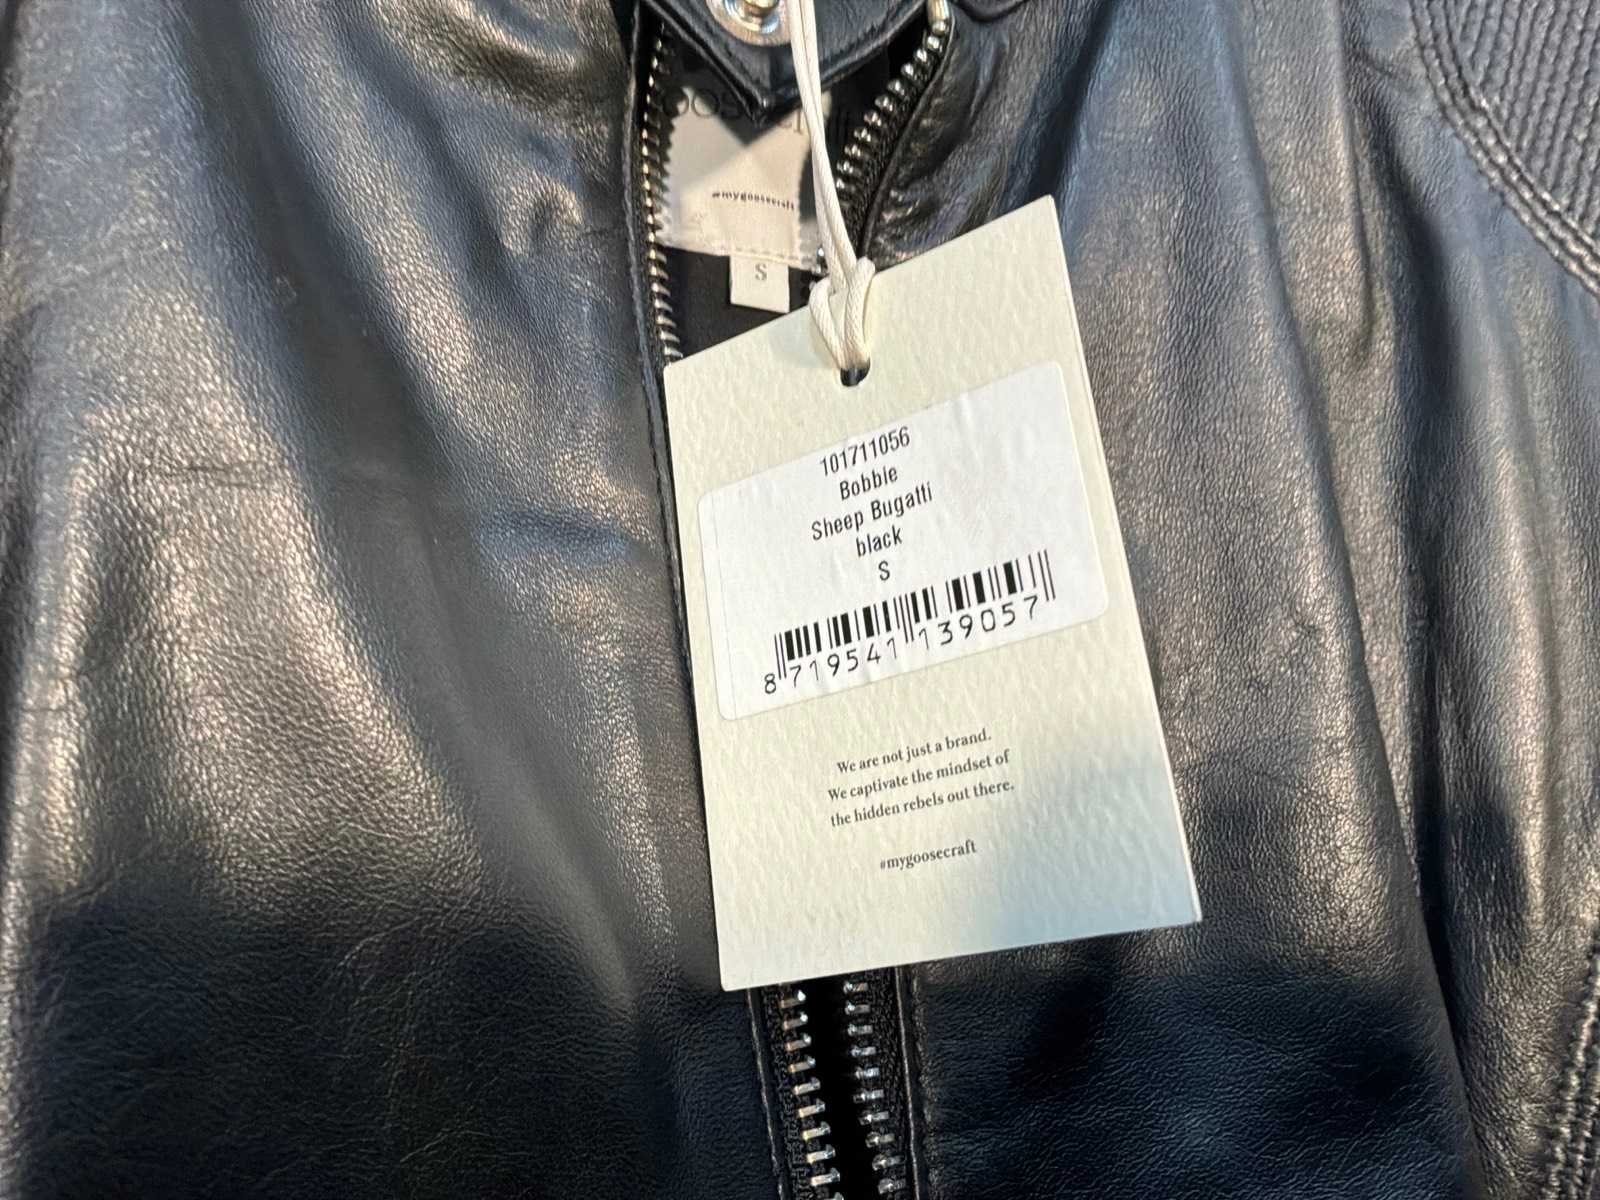 #mygoosecraft
S
101711056
Bobbie
Sheep Bugatti
black
S
8 719541 139057
We are not just a brand.
We captivate the mindset of
the hidden rebels out there.
#mygoosecraft